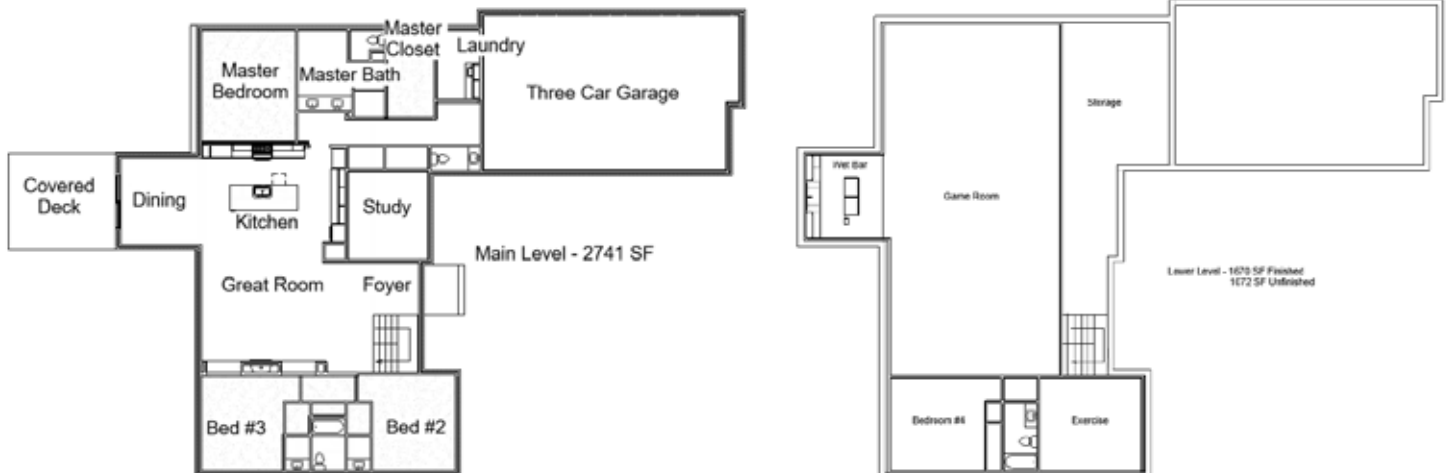 Master
Closet
Laundry
Master
Bedroom
Master Bath
Three Car Garage
Covered
Deck
Dining
Kitchen
Study
Main Level - 2741 SF
Great Room
Foyer
Bed #3
Bed #2
Storage
Wet Bar
Game Room
Lower Level - 1670 SF Finished
1072 SF Unfinished
Bedroom #4
Exercise